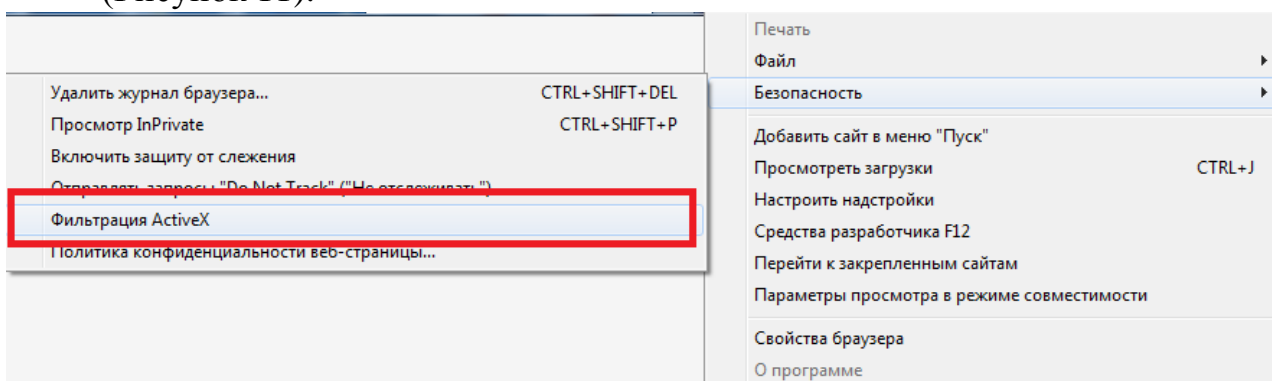 (Рисунок 11).
Печать
Файл
Безопасность
Добавить сайт в меню "Пуск"
Просмотреть загрузки CTRL+J
Настроить надстройки
Средства разработчика F12
Перейти к закрепленным сайтам
Параметры просмотра в режиме совместимости
Свойства браузера
О программе
Удалить журнал браузера... CTRL+SHIFT+DEL
Просмотр InPrivate CTRL+SHIFT+P
Включить защиту от слежения
Отправлять запросы "Do Not Track" ("Не отслеживать")
Фильтрация ActiveX
Политика конфиденциальности веб-страницы...